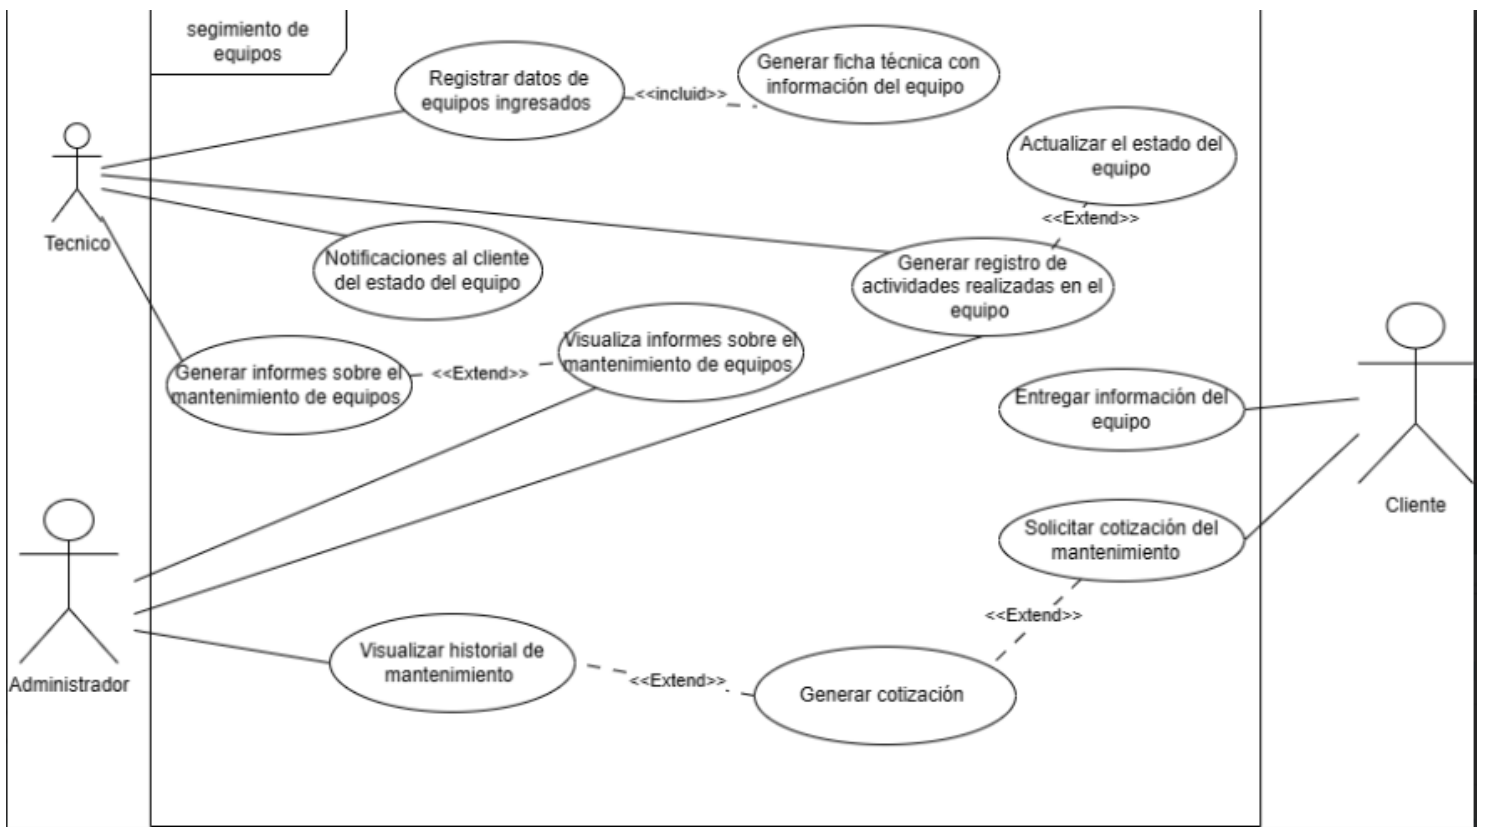 segimiento de
equipos
Registrar datos de
equipos ingresados
<<incluid>>
Generar ficha técnica con
información del equipo
Actualizar el estado del
equipo
<<Extend>>
Tecnico
Notificaciones al cliente
del estado del equipo
Generar registro de
actividades realizadas en el
equipo
Generar informes sobre el
mantenimiento de equipos
<<Extend>>
Visualiza informes sobre el
mantenimiento de equipos
Entregar información del
equipo
Cliente
Solicitar cotización del
mantenimiento
<<Extend>>
Administrador
Visualizar historial de
mantenimiento
<<Extend>>
Generar cotización